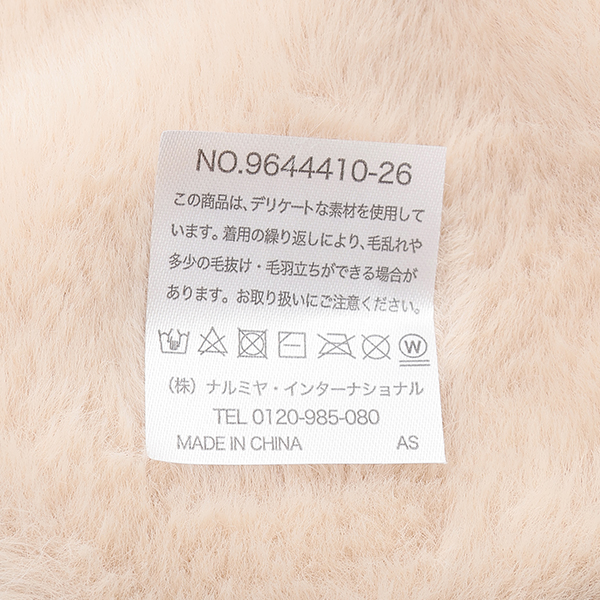 NO.9644410-26
この商品は、デリケートな素材を使用して
います。着用の繰り返しにより、毛乱れや
多少の毛抜け・毛羽立ちができる場合が
あります。お取り扱いにご注意ください。
W
（株）ナルミヤ・インターナショナル
TEL 0120-985-080
MADE IN CHINA AS